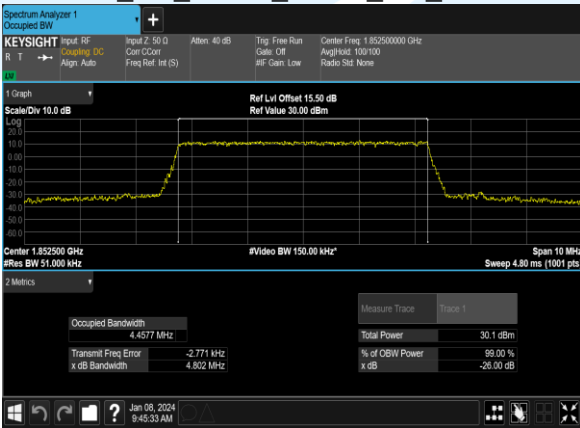 Spectrum Analyzer 1
Occupied BW
+
KEYSIGHT Input: RF Input Z: 50 Ω Atten: 40 dB Trig: Free Run Center Freq: 1.852500000 GHz
R T Coupling: DC Corr CCorr Gate: Off Avg|Hold: 100/100
Align: Auto Freq Ref: Int (S) #IF Gain: Low Radio Std: None
1 Graph
Scale/Div 10.0 dB
Ref Lvl Offset 15.50 dB
Ref Value 30.00 dBm
Log
20.0
10.0
0.00
-10.0
-20.0
-30.0
-40.0
-50.0
-60.0
Center 1.852500 GHz #Video BW 150.00 kHz* Span 10 MHz
#Res BW 51.000 kHz Sweep 4.80 ms (1001 pts
2 Metrics
Measure Trace Trace 1
Occupied Bandwidth
4.4577 MHz
Total Power 30.1 dBm
Transmit Freq Error -2.771 kHz % of OBW Power 99.00 %
x dB Bandwidth 4.802 MHz x dB -26.00 dB
?
Jan 08, 2024
9:45:33 AM